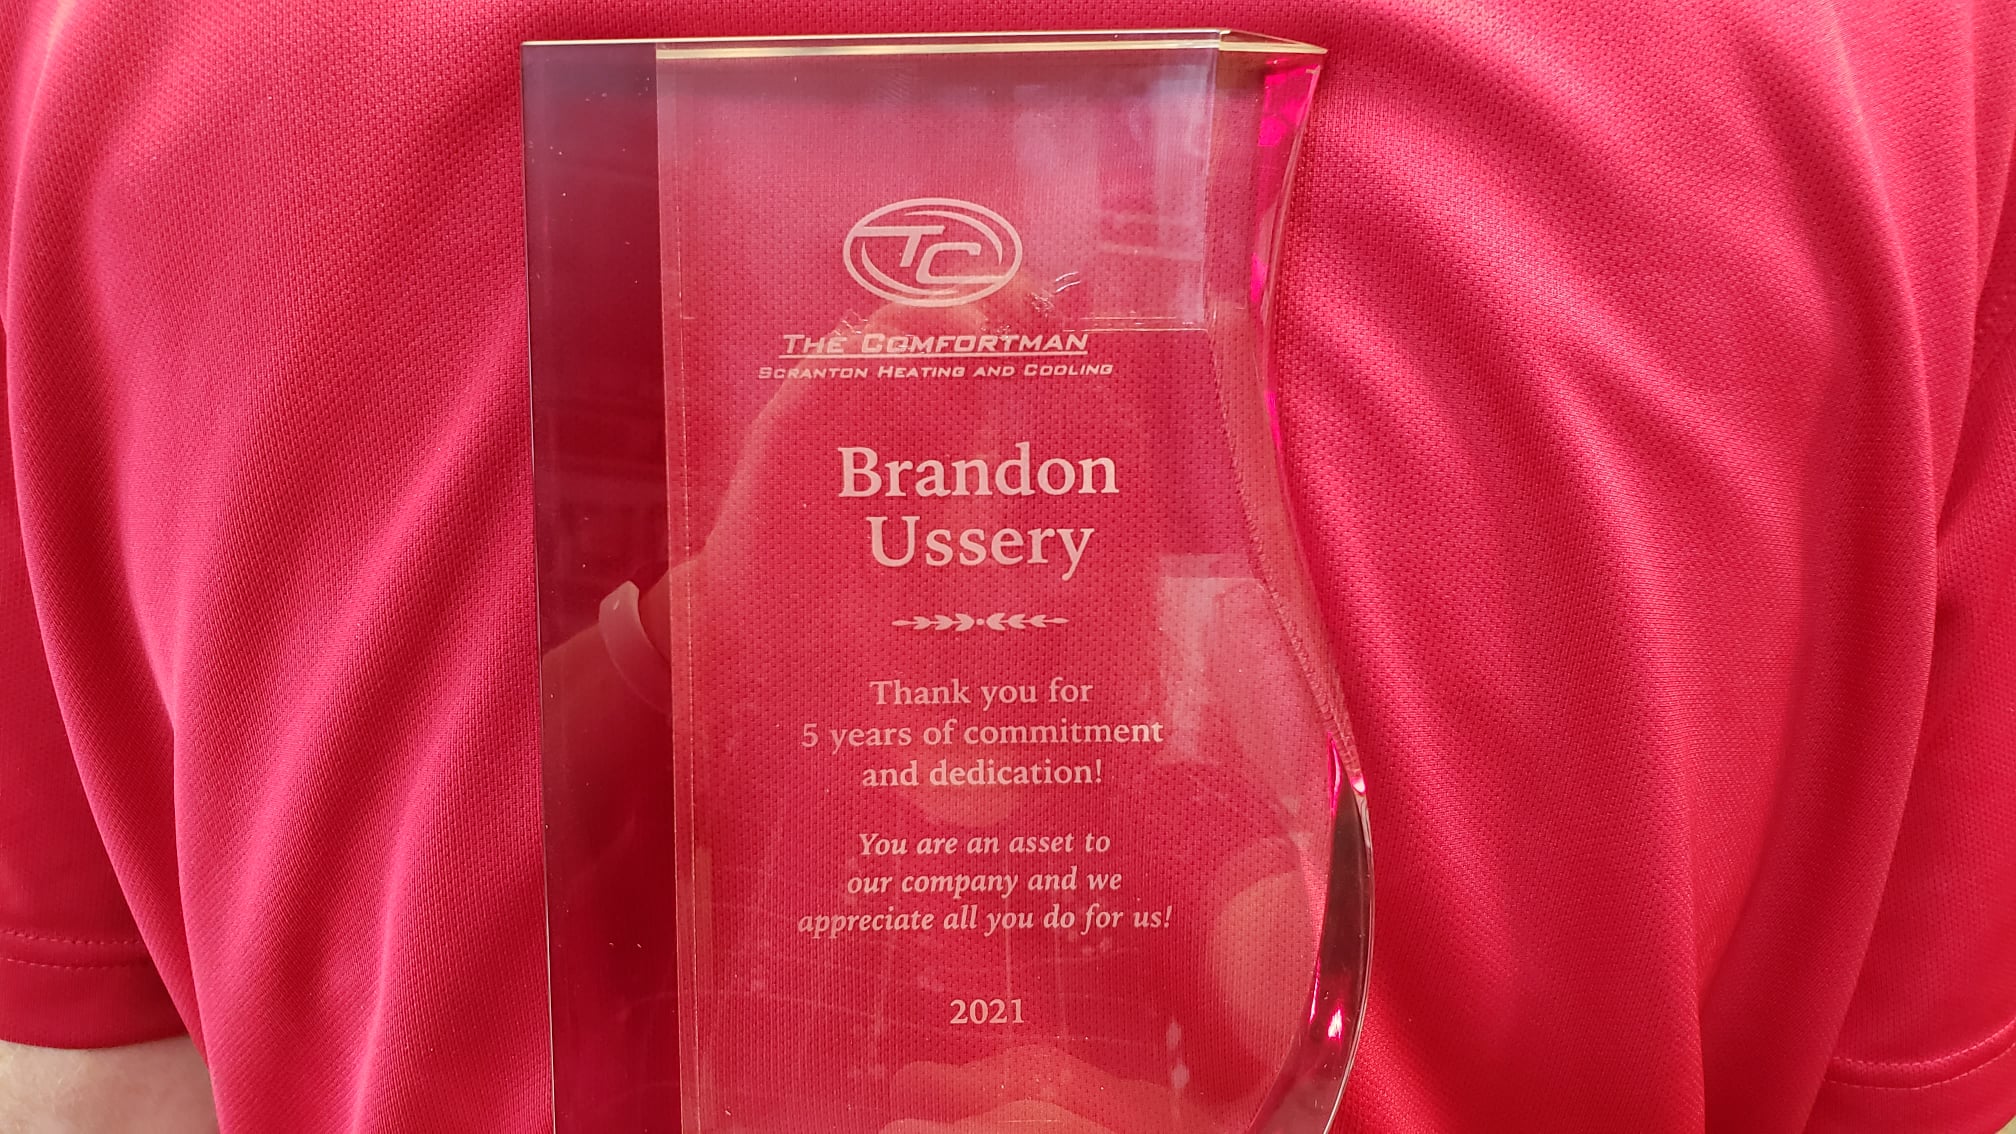 TC
THE COMFORTMAN
SCRANTON HEATING AND COOLING
Brandon
Ussery
Thank you for
5 years of commitment
and dedication!
You are an asset to
our company and we
appreciate all you do for us!
2021